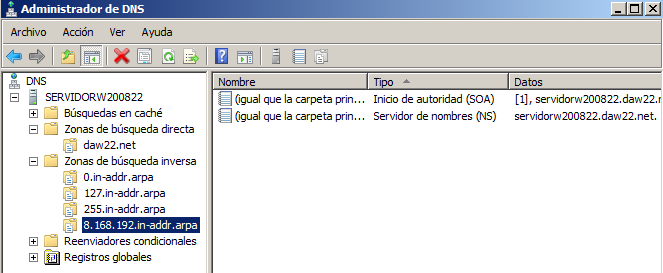 Administrador de DNS
Archivo Acción Ver Ayuda
DNS
SERVIDORW200822
Búsquedas en caché
Zonas de búsqueda directa
daw22.net
Zonas de búsqueda inversa
0.in-addr.arpa
127.in-addr.arpa
255.in-addr.arpa
8.168.192.in-addr.arpa
Reenviadores condicionales
Registros globales
Nombre Tipo Datos
(igual que la carpeta prin... Inicio de autoridad (SOA) [1], servidorw200822.daw22.n
(igual que la carpeta prin... Servidor de nombres (NS) servidorw200822.daw22.net.